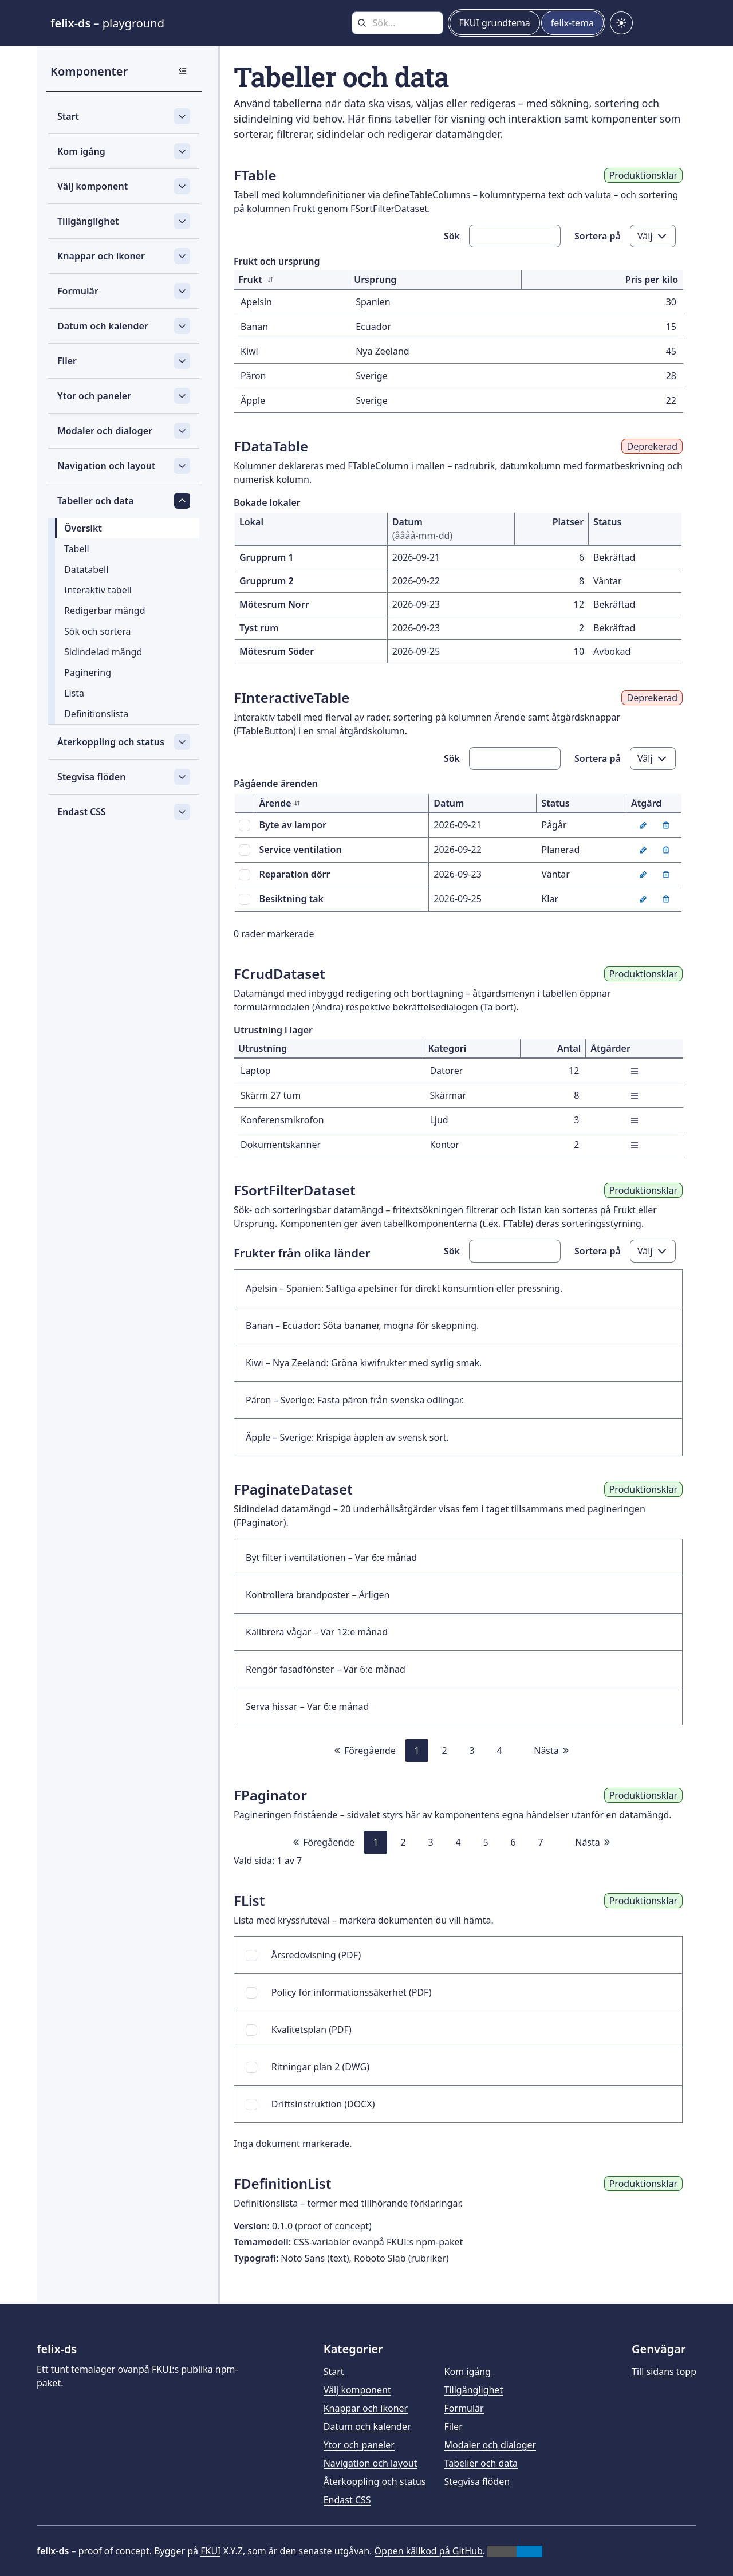 felix-ds – playground
Sök...
FKUI grundtema
felix-tema
Komponenter
Start
Kom igång
Välj komponent
Tillgänglighet
Knappar och ikoner
Formulär
Datum och kalender
Filer
Ytor och paneler
Modaler och dialoger
Navigation och layout
Tabeller och data
Översikt
Tabell
Datatabell
Interaktiv tabell
Redigerbar mängd
Sök och sortera
Sidindelad mängd
Paginering
Lista
Definitionslista
Återkoppling och status
Stegvisa flöden
Endast CSS
Tabeller och data
Använd tabellerna när data ska visas, väljas eller redigeras – med sökning, sortering och
sidindelning vid behov. Här finns tabeller för visning och interaktion samt komponenter som
sorterar, filtrerar, sidindelar och redigerar datamängder.
FTable Produktionsklar
Tabell med kolumndefinitioner via defineTableColumns – kolumntyperna text och valuta – och sortering
på kolumnen Frukt genom FSortFilterDataset.
Sök Sortera på Välj
Frukt och ursprung
Frukt Ursprung Pris per kilo
Apelsin Spanien 30
Banan Ecuador 15
Kiwi Nya Zeeland 45
Päron Sverige 28
Äpple Sverige 22
FDataTable Deprekerad
Kolumner deklareras med FTableColumn i mallen – radrubrik, datumkolumn med formatbeskrivning och
numerisk kolumn.
Bokade lokaler
Lokal Datum Platser Status
(åååå-mm-dd)
Grupprum 1 2026-09-21 6 Bekräftad
Grupprum 2 2026-09-22 8 Väntar
Mötesrum Norr 2026-09-23 12 Bekräftad
Tyst rum 2026-09-23 2 Bekräftad
Mötesrum Söder 2026-09-25 10 Avbokad
FInteractiveTable Deprekerad
Interaktiv tabell med flerval av rader, sortering på kolumnen Ärende samt åtgärdsknappar
(FTableButton) i en smal åtgärdskolumn.
Sök Sortera på Välj
Pågående ärenden
Ärende Datum Status Åtgärd
Byte av lampor 2026-09-21 Pågår
Service ventilation 2026-09-22 Planerad
Reparation dörr 2026-09-23 Väntar
Besiktning tak 2026-09-25 Klar
0 rader markerade
FCrudDataset Produktionsklar
Datamängd med inbyggd redigering och borttagning – åtgärdsmenyn i tabellen öppnar
formulärmodalen (Ändra) respektive bekräftelsedialogen (Ta bort).
Utrustning i lager
Utrustning Kategori Antal Åtgärder
Laptop Datorer 12
Skärm 27 tum Skärmar 8
Konferensmikrofon Ljud 3
Dokumentskanner Kontor 2
FSortFilterDataset Produktionsklar
Sök- och sorteringsbar datamängd – fritextsökningen filtrerar och listan kan sorteras på Frukt eller
Ursprung. Komponenten ger även tabellkomponenterna (t.ex. FTable) deras sorteringsstyrning.
Frukter från olika länder Sök Sortera på Välj
Apelsin – Spanien: Saftiga apelsiner för direkt konsumtion eller pressning.
Banan – Ecuador: Söta bananer, mogna för skeppning.
Kiwi – Nya Zeeland: Gröna kiwifrukter med syrlig smak.
Päron – Sverige: Fasta päron från svenska odlingar.
Äpple – Sverige: Krispiga äpplen av svensk sort.
FPaginateDataset Produktionsklar
Sidindelad datamängd – 20 underhållsåtgärder visas fem i taget tillsammans med pagineringen
(FPaginator).
Byt filter i ventilationen – Var 6:e månad
Kontrollera brandposter – Årligen
Kalibrera vågar – Var 12:e månad
Rengör fasadfönster – Var 6:e månad
Serva hissar – Var 6:e månad
Föregående 1 2 3 4 Nästa
FPaginator Produktionsklar
Pagineringen fristående – sidvalet styrs här av komponentens egna händelser utanför en datamängd.
Föregående 1 2 3 4 5 6 7 Nästa
Vald sida: 1 av 7
FList Produktionsklar
Lista med kryssruteval – markera dokumenten du vill hämta.
Årsredovisning (PDF)
Policy för informationssäkerhet (PDF)
Kvalitetsplan (PDF)
Ritningar plan 2 (DWG)
Driftsinstruktion (DOCX)
Inga dokument markerade.
FDefinitionList Produktionsklar
Definitionslista – termer med tillhörande förklaringar.
Version: 0.1.0 (proof of concept)
Temamodell: CSS-variabler ovanpå FKUI:s npm-paket
Typografi: Noto Sans (text), Roboto Slab (rubriker)
felix-ds
Ett tunt temalager ovanpå FKUI:s publika npm-
paket.
Kategorier
Start Kom igång
Välj komponent Tillgänglighet
Knappar och ikoner Formulär
Datum och kalender Filer
Ytor och paneler Modaler och dialoger
Navigation och layout Tabeller och data
Återkoppling och status Stegvisa flöden
Endast CSS
Genvägar
Till sidans topp
felix-ds – proof of concept. Bygger på FKUI X.Y.Z, som är den senaste utgåvan. Öppen källkod på GitHub.